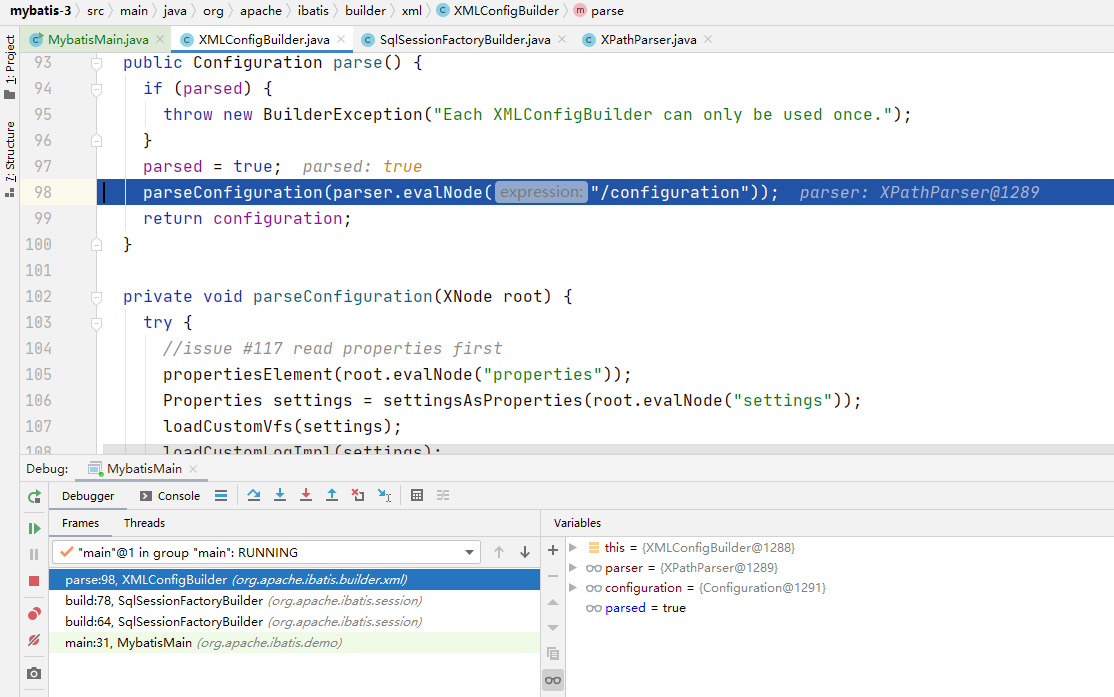 mybatis-3 src main java org apache ibatis builder xml XMLConfigBuilder parse
MybatisMain.java XMLConfigBuilder.java SqlSessionFactoryBuilder.java XPathParser.java
1: Project
7: Structure
93 public Configuration parse() {
94 if (parsed) {
95 throw new BuilderException("Each XMLConfigBuilder can only be used once.");
96 }
97 parsed = true; parsed: true
98 parseConfiguration(parser.evalNode( expression: "/configuration")); parser: XPathParser@1289
99 return configuration;
100 }
101
102 private void parseConfiguration(XNode root) {
103 try {
104 //issue #117 read properties first
105 propertiesElement(root.evalNode("properties"));
106 Properties settings = settingsAsProperties(root.evalNode("settings"));
107 loadCustomVfs(settings);
108 loadCustomLogImpl(settings);
Debug: MybatisMain
Debugger Console
Frames Threads
"main"@1 in group "main": RUNNING
parse:98, XMLConfigBuilder (org.apache.ibatis.builder.xml)
build:78, SqlSessionFactoryBuilder (org.apache.ibatis.session)
build:64, SqlSessionFactoryBuilder (org.apache.ibatis.session)
main:31, MybatisMain (org.apache.ibatis.demo)
Variables
this = {XMLConfigBuilder@1288}
parser = {XPathParser@1289}
configuration = {Configuration@1291}
parsed = true